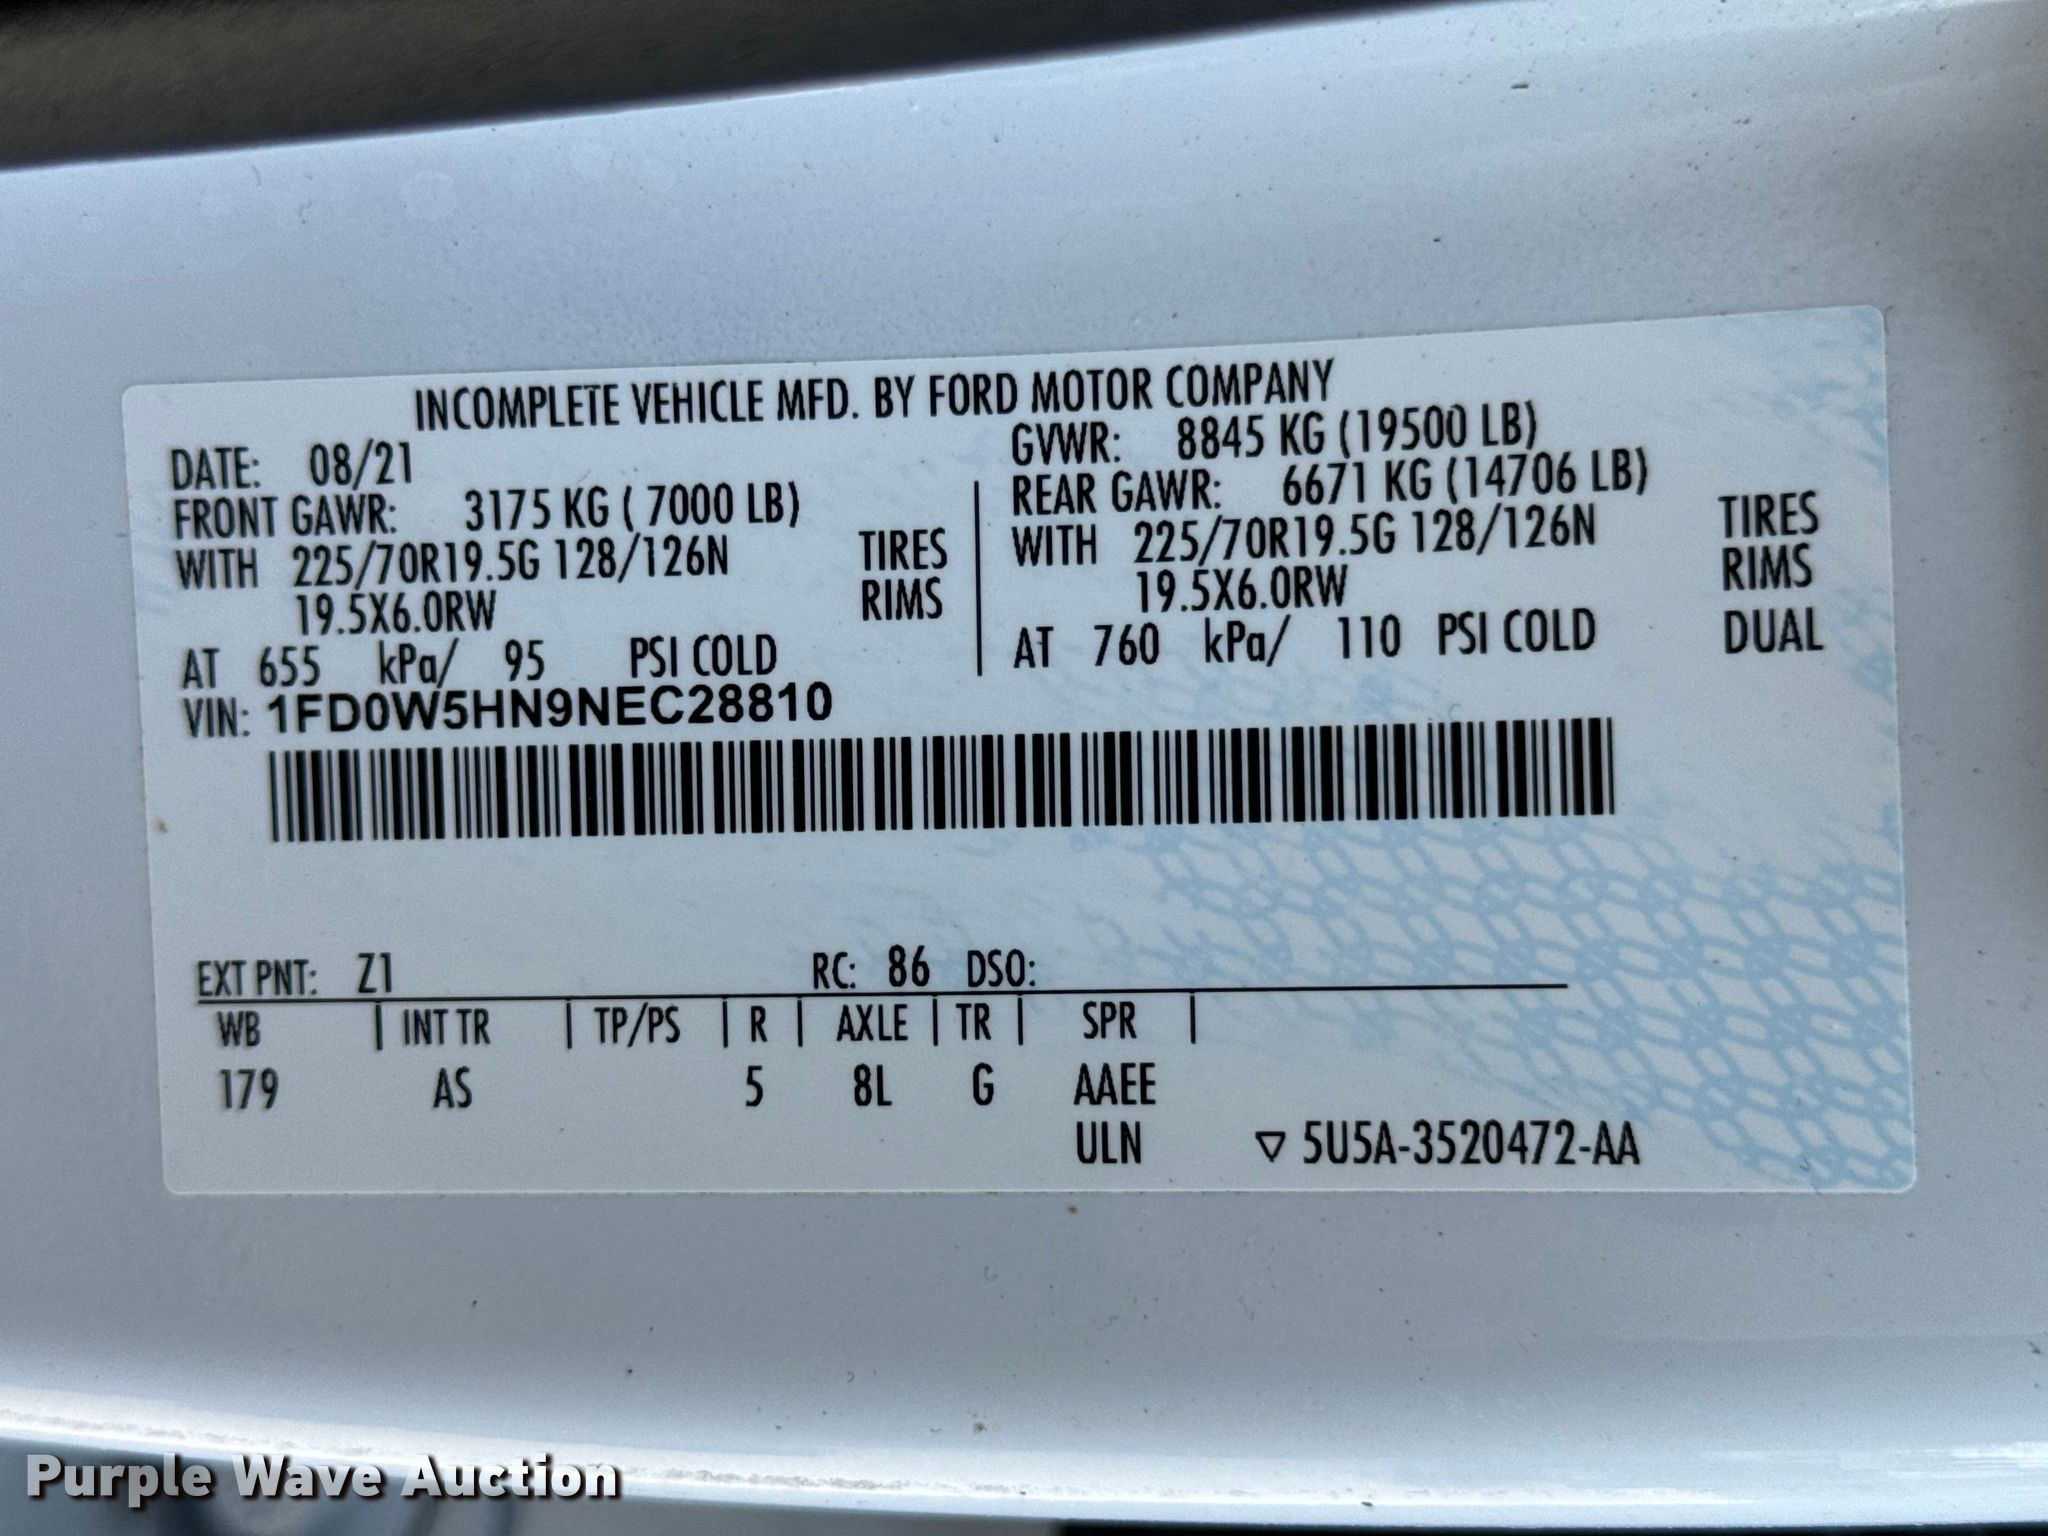 INCOMPLETE VEHICLE MFD. BY FORD MOTOR COMPANY
DATE: 08/21 GVWR: 8845 KG (19500 LB)
FRONT GAWR: 3175 KG ( 7000 LB) REAR GAWR: 6671 KG (14706 LB)
WITH 225/70R19.5G 128/126N TIRES WITH 225/70R19.5G 128/126N TIRES
19.5X6.0RW RIMS 19.5X6.0RW RIMS
AT 655 kPa/ 95 PSI COLD AT 760 kPa/ 110 PSI COLD DUAL
VIN: 1FD0W5HN9NEC28810
EXT PNT: Z1 RC: 86 DSO:
WB | INT TR | TP/PS | R | AXLE | TR | SPR |
179 AS 5 8L G AAEE
ULN ▽ 5U5A-3520472-AA
Purple Wave Auction